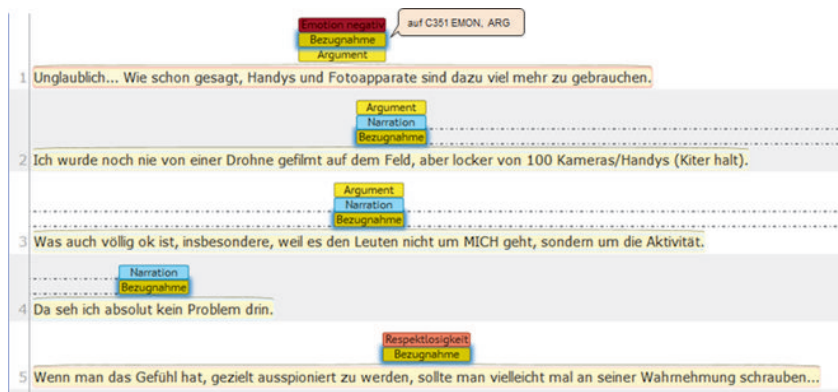 Emotion negativ
auf C351 EMON, ARG
Bezugnahme
Argument
1 Unglaublich... Wie schon gesagt, Handys und Fotoapparate sind dazu viel mehr zu gebrauchen.
Argument
Narration
Bezugnahme
2 Ich wurde noch nie von einer Drohne gefilmt auf dem Feld, aber locker von 100 Kameras/Handys (Kiter halt).
Argument
Narration
Bezugnahme
3 Was auch völlig ok ist, insbesondere, weil es den Leuten nicht um MICH geht, sondern um die Aktivität.
Narration
Bezugnahme
4 Da seh ich absolut kein Problem drin.
Respektlosigkeit
Bezugnahme
5 Wenn man das Gefühl hat, gezielt ausspioniert zu werden, sollte man vielleicht mal an seiner Wahrnehmung schrauben...